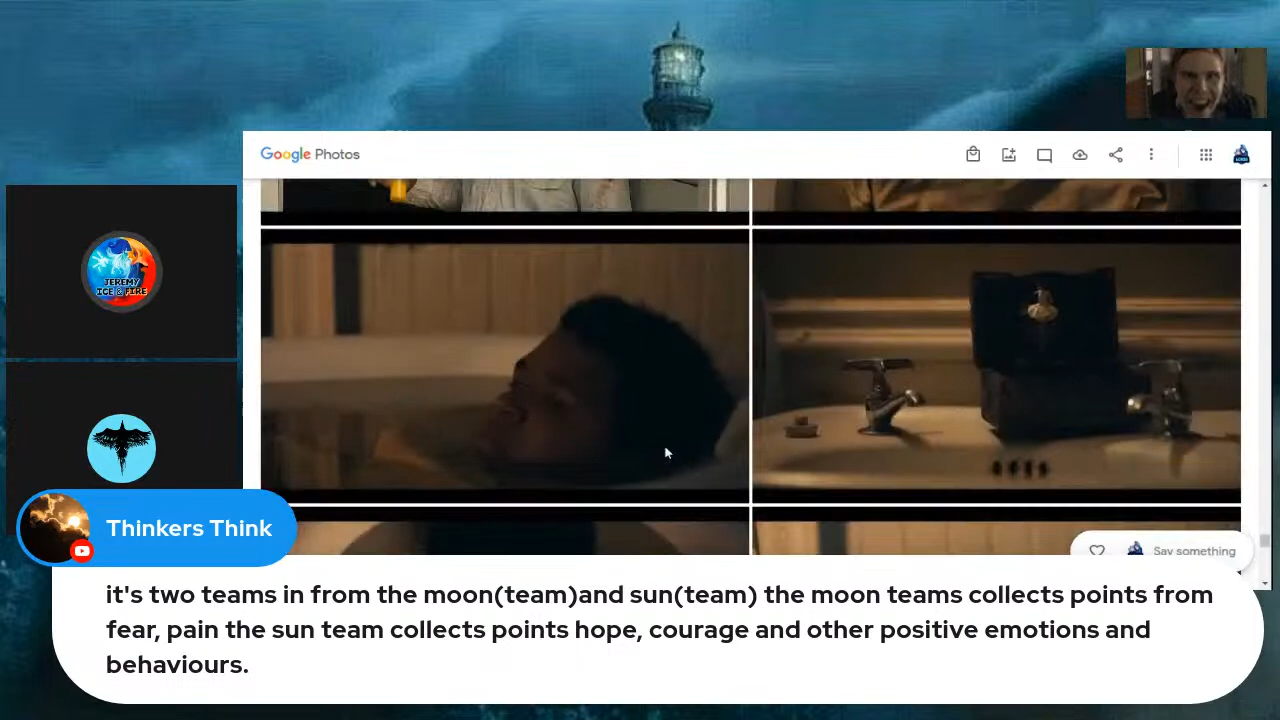 Google Photos
JEREMY
ICE & FIRE
Say something
Thinkers Think
it's two teams in from the moon(team)and sun(team) the moon teams collects points from
fear, pain the sun team collects points hope, courage and other positive emotions and
behaviours.